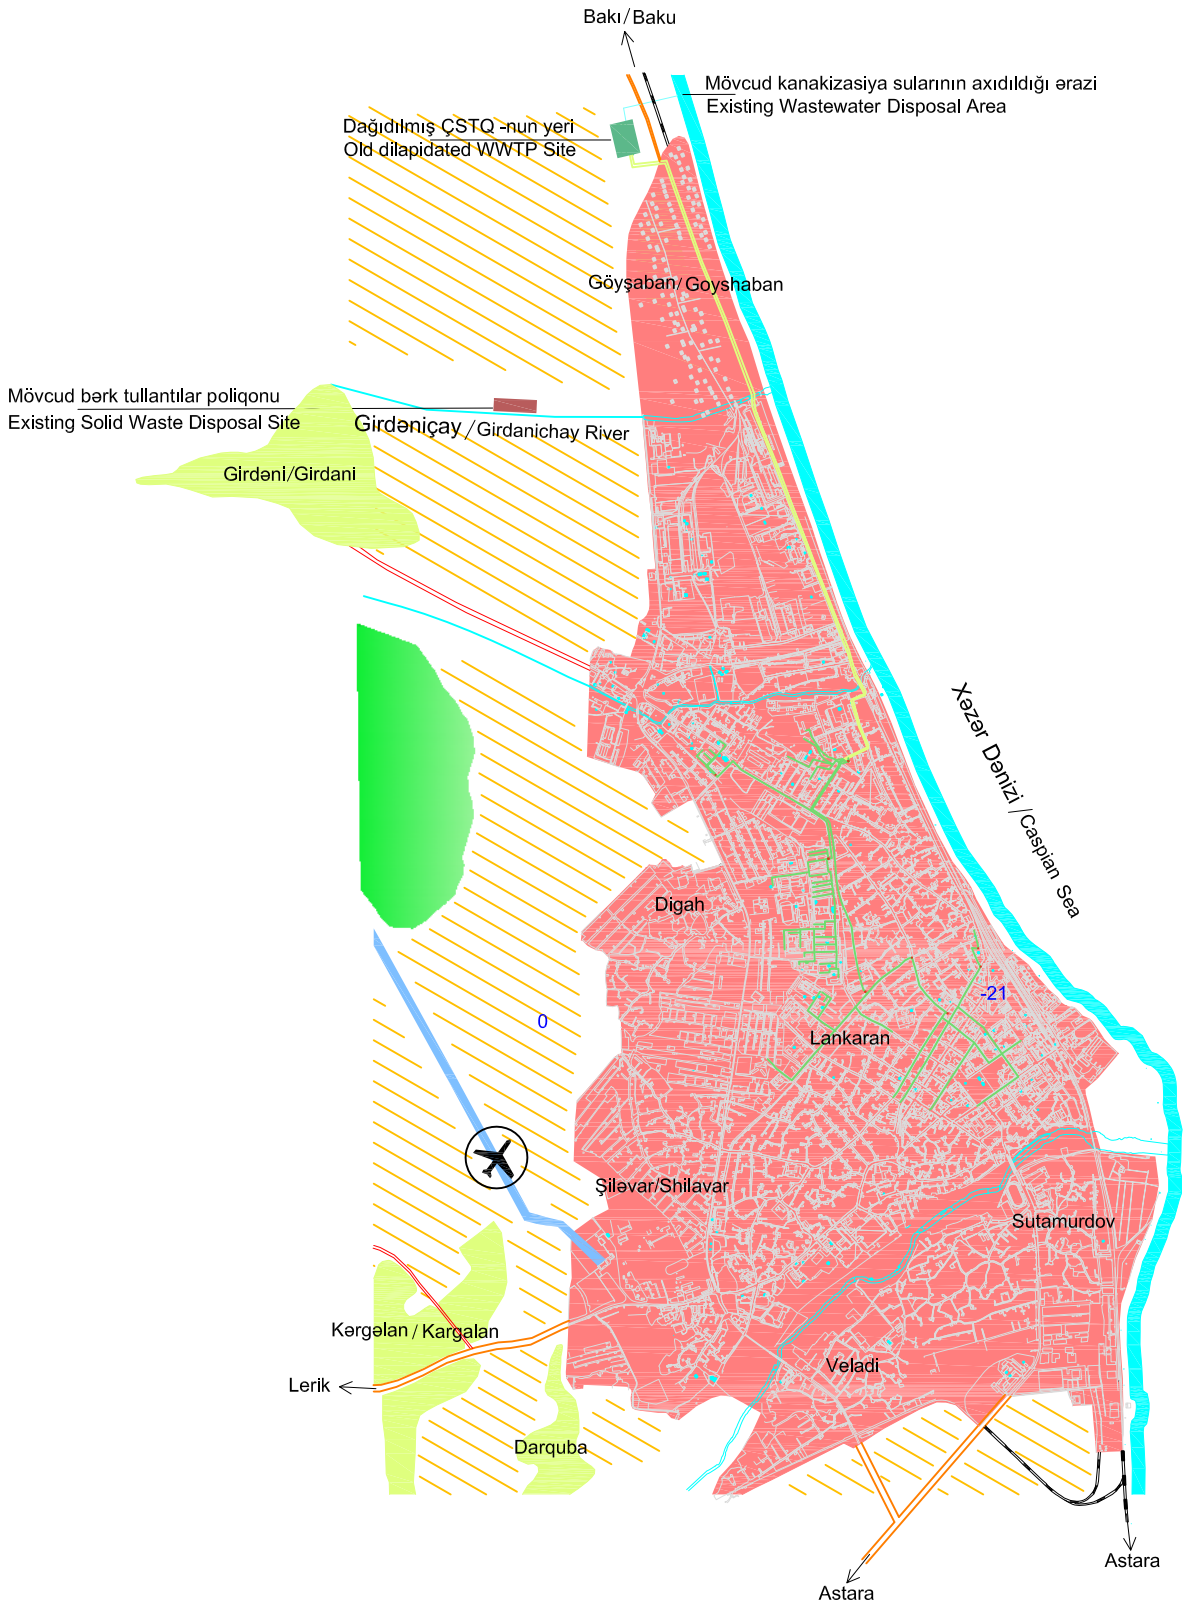 Bakı/Baku
Mövcud kanakizasiya sularının axıdıldığı ərazi
Existing Wastewater Disposal Area
Dağıdılmış ÇSTQ -nun yeri
Old dilapidated WWTP Site
Göyşaban/Goyshaban
Mövcud bərk tullantılar poliqonu
Existing Solid Waste Disposal Site
Girdəniçay/Girdanichay River
Girdəni/Girdani
Xəzər Dənizi/Caspian Sea
Digah
-21
0
Lankaran
Şiləvar/Shilavar
Sutamurdov
Kərgəlan/Kargalan
Veladi
Lerik
Darquba
Astara
Astara